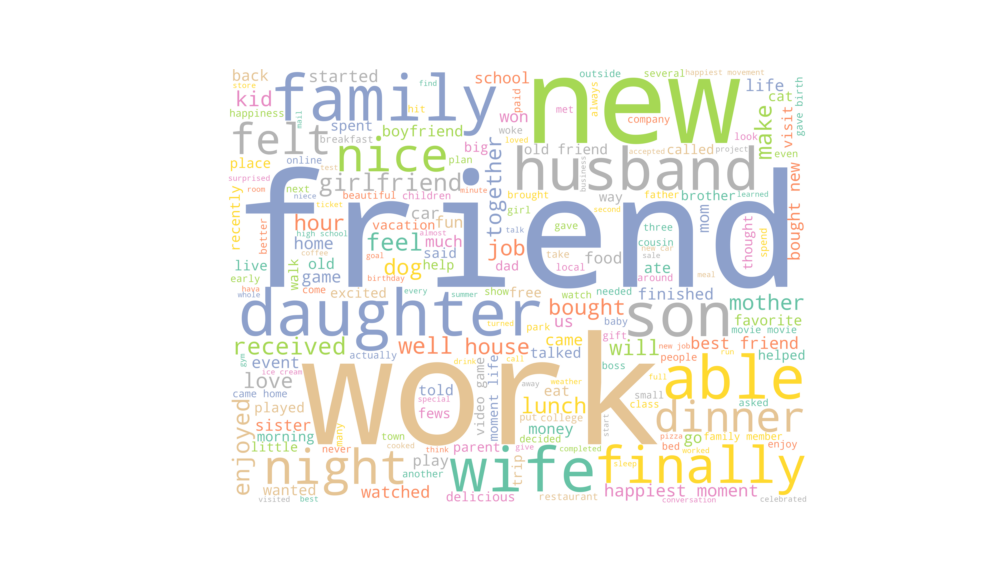 back
started
family
school
new
outside
several
happiest movement
life
cat
gave birth
find
store
kid
happiness
hit
mail
paid
won
met
always
company
make
look
visit
felt
spent
boyfriend
breakfast
woke
loved
nice
big
old friend
accepted
called
project
even
place
online
test
plan
together
husband
business
surprised
room
next
niece
beautiful
children
minute
girlfriend
brought
way
father
brother
learned
bought new
recently
ticket
car
fun
girl
second
mom
friend
hour
vacation
better
high school
almost
talk
gave
three
thought
spend
home
feel
much
job
take
cousin
new car
coffee
said
goal
dad
local
food
sale
live
walk
old
dog
help
ate
around
meal
early
game
birthday
have
come
excited
show
free
watch
needed
finished
whole
every
summer
daughter
bought
baby
son
mother
turned
park
us
gift
favorite
movie movie
received
well
house
came
will
new job
best friend
run
gym
actually
talked
people
helped
event
ice cream
drink
call
boss
able
love
told
away
weather
full
came home
special
video game
moment life
eat
small
asked
enjoyed
played
fews
work
lunch
class
dinner
sister
put
college
start
morning
many
town
money
pizza
go
family member
little
never
cooked
think
parent
give
decided
completed
bed
worked
enjoy
night
play
wife
trip
sleep
finally
another
wanted
watched
delicious
restaurant
happiest moment
visited
best
conversation
celebrated